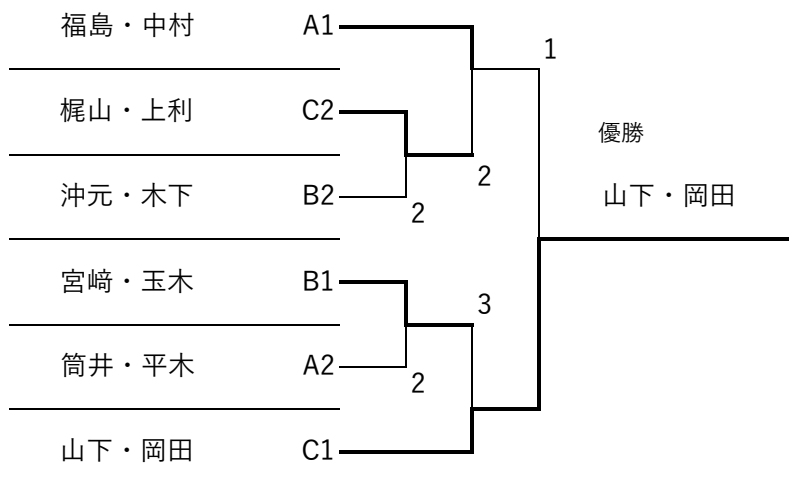 福島・中村 A1
1
梶山・上利 C2
優勝
2
沖元・木下 B2
山下・岡田
2
宮﨑・玉木 B1
3
筒井・平木 A2
2
山下・岡田 C1